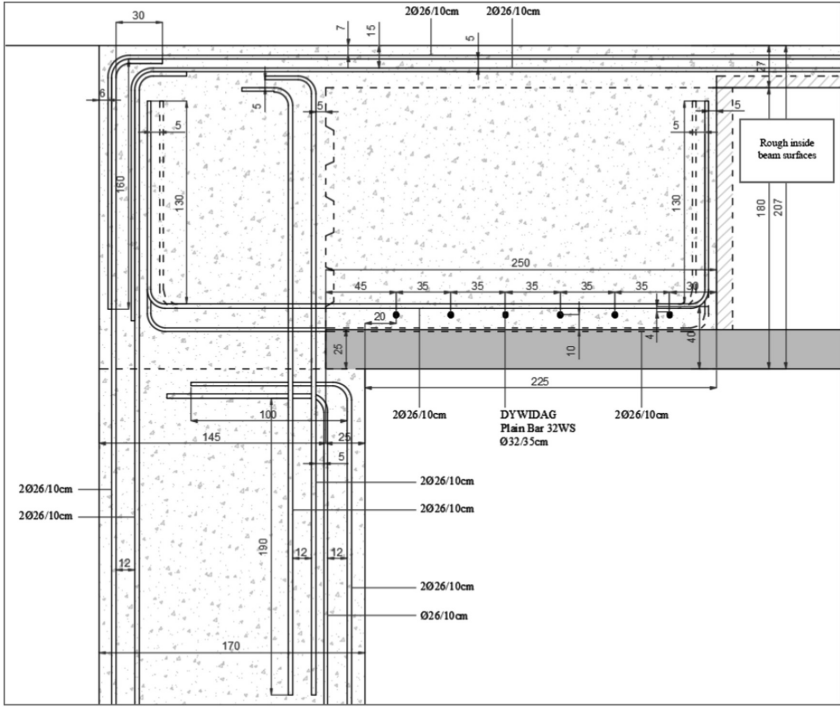 2Ø26/10cm 2Ø26/10cm
30
7
15
5
27
6
5
5
5
5
5
Rough inside
beam surfaces
160
130
130
180
207
250
45 35 35 35 35 35 30
20
25
10
4
40
225
100
2Ø26/10cm
DYWIDAG
Plain Bar 32WS
Ø32/35cm
2Ø26/10cm
145
25
5
2Ø26/10cm
2Ø26/10cm
2Ø26/10cm
2Ø26/10cm
190
12
12
12
2Ø26/10cm
Ø26/10cm
170